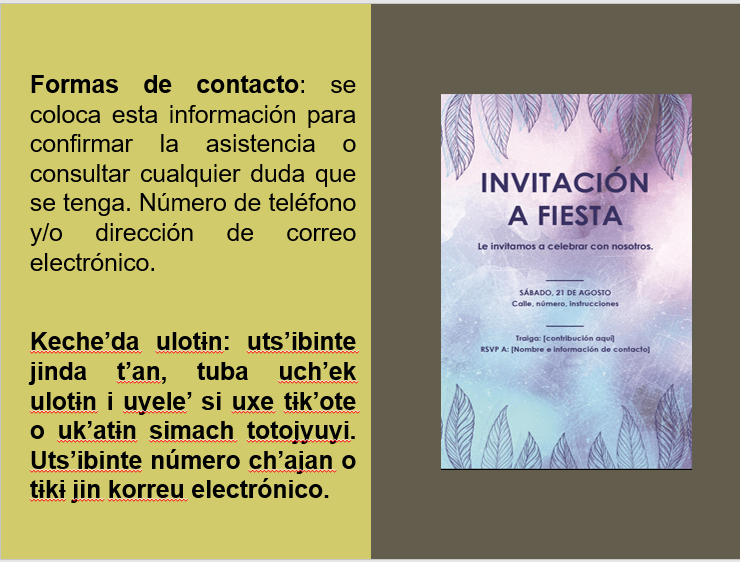 Formas de contacto: se
coloca esta información para
confirmar la asistencia o
consultar cualquier duda que
se tenga. Número de teléfono
y/o dirección de correo
electrónico.
Keche’da ulotɨn: uts’ibinte
jinda t’an, tuba uch’ek
ulotɨn i uyele’ si uxe tɨk’ote
o uk’atɨn simach totojyuyi.
Uts’ibinte número ch’ajan o
tɨkɨ jin korreu electrónico.
INVITACIÓN
A FIESTA
Le invitamos a celebrar con nosotros.
SÁBADO, 21 DE AGOSTO
Calle, número, instrucciones
Traiga: [contribución aquí]
RSVP A: [Nombre e información de contacto]